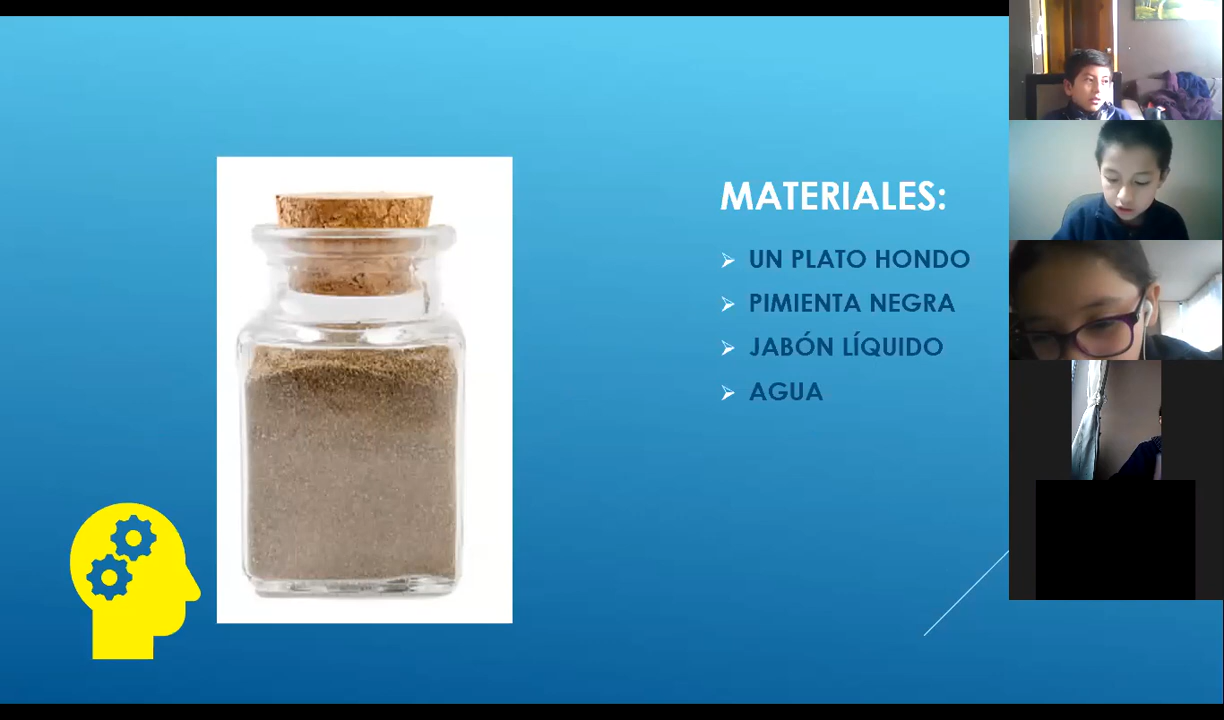 MATERIALES:
UN PLATO HONDO
PIMIENTA NEGRA
JABÓN LÍQUIDO
AGUA